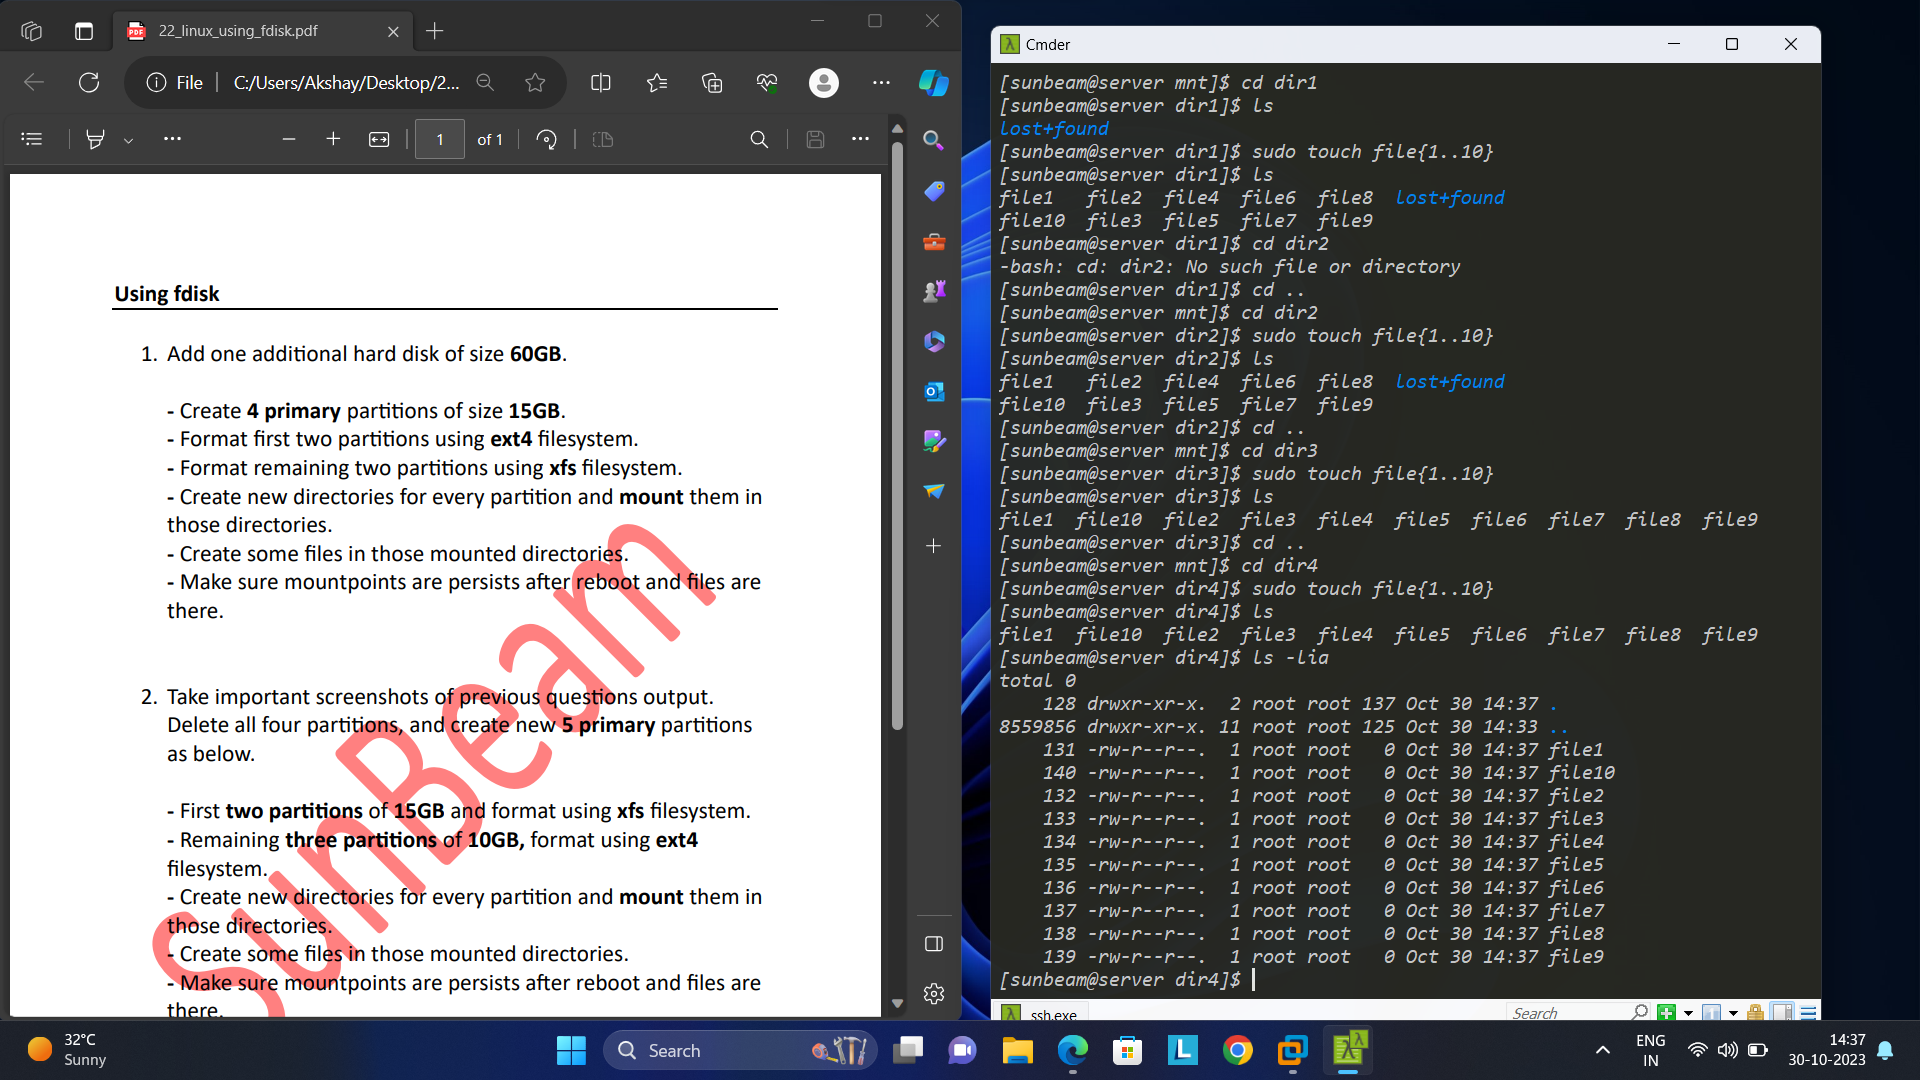 22_linux_using_fdisk.pdf
File
C:/Users/Akshay/Desktop/2...
1
of 1
Using fdisk
1. Add one additional hard disk of size 60GB.
- Create 4 primary partitions of size 15GB.
- Format first two partitions using ext4 filesystem.
- Format remaining two partitions using xfs filesystem.
- Create new directories for every partition and mount them in
those directories.
- Create some files in those mounted directories.
- Make sure mountpoints are persists after reboot and files are
there.
2. Take important screenshots of previous questions output.
Delete all four partitions, and create new 5 primary partitions
as below.
- First two partitions of 15GB and format using xfs filesystem.
- Remaining three partitions of 10GB, format using ext4
filesystem.
- Create new directories for every partition and mount them in
those directories.
- Create some files in those mounted directories.
- Make sure mountpoints are persists after reboot and files are
there.
SunBeam
Cmder
[sunbeam@server mnt]$ cd dir1
[sunbeam@server dir1]$ ls
lost+found
[sunbeam@server dir1]$ sudo touch file{1..10}
[sunbeam@server dir1]$ ls
file1   file2  file4  file6  file8  lost+found
file10  file3  file5  file7  file9
[sunbeam@server dir1]$ cd dir2
-bash: cd: dir2: No such file or directory
[sunbeam@server dir1]$ cd ..
[sunbeam@server mnt]$ cd dir2
[sunbeam@server dir2]$ sudo touch file{1..10}
[sunbeam@server dir2]$ ls
file1   file2  file4  file6  file8  lost+found
file10  file3  file5  file7  file9
[sunbeam@server dir2]$ cd ..
[sunbeam@server mnt]$ cd dir3
[sunbeam@server dir3]$ sudo touch file{1..10}
[sunbeam@server dir3]$ ls
file1  file10  file2  file3  file4  file5  file6  file7  file8  file9
[sunbeam@server dir3]$ cd ..
[sunbeam@server mnt]$ cd dir4
[sunbeam@server dir4]$ sudo touch file{1..10}
[sunbeam@server dir4]$ ls
file1  file10  file2  file3  file4  file5  file6  file7  file8  file9
[sunbeam@server dir4]$ ls -lia
total 0
128 drwxr-xr-x.  2 root root 137 Oct 30 14:37 .
8559856 drwxr-xr-x. 11 root root 125 Oct 30 14:33 ..
131 -rw-r--r--.  1 root root   0 Oct 30 14:37 file1
140 -rw-r--r--.  1 root root   0 Oct 30 14:37 file10
132 -rw-r--r--.  1 root root   0 Oct 30 14:37 file2
133 -rw-r--r--.  1 root root   0 Oct 30 14:37 file3
134 -rw-r--r--.  1 root root   0 Oct 30 14:37 file4
135 -rw-r--r--.  1 root root   0 Oct 30 14:37 file5
136 -rw-r--r--.  1 root root   0 Oct 30 14:37 file6
137 -rw-r--r--.  1 root root   0 Oct 30 14:37 file7
138 -rw-r--r--.  1 root root   0 Oct 30 14:37 file8
139 -rw-r--r--.  1 root root   0 Oct 30 14:37 file9
[sunbeam@server dir4]$
ssh.exe
Search
32°C
Sunny
Search
ENG
IN
14:37
30-10-2023